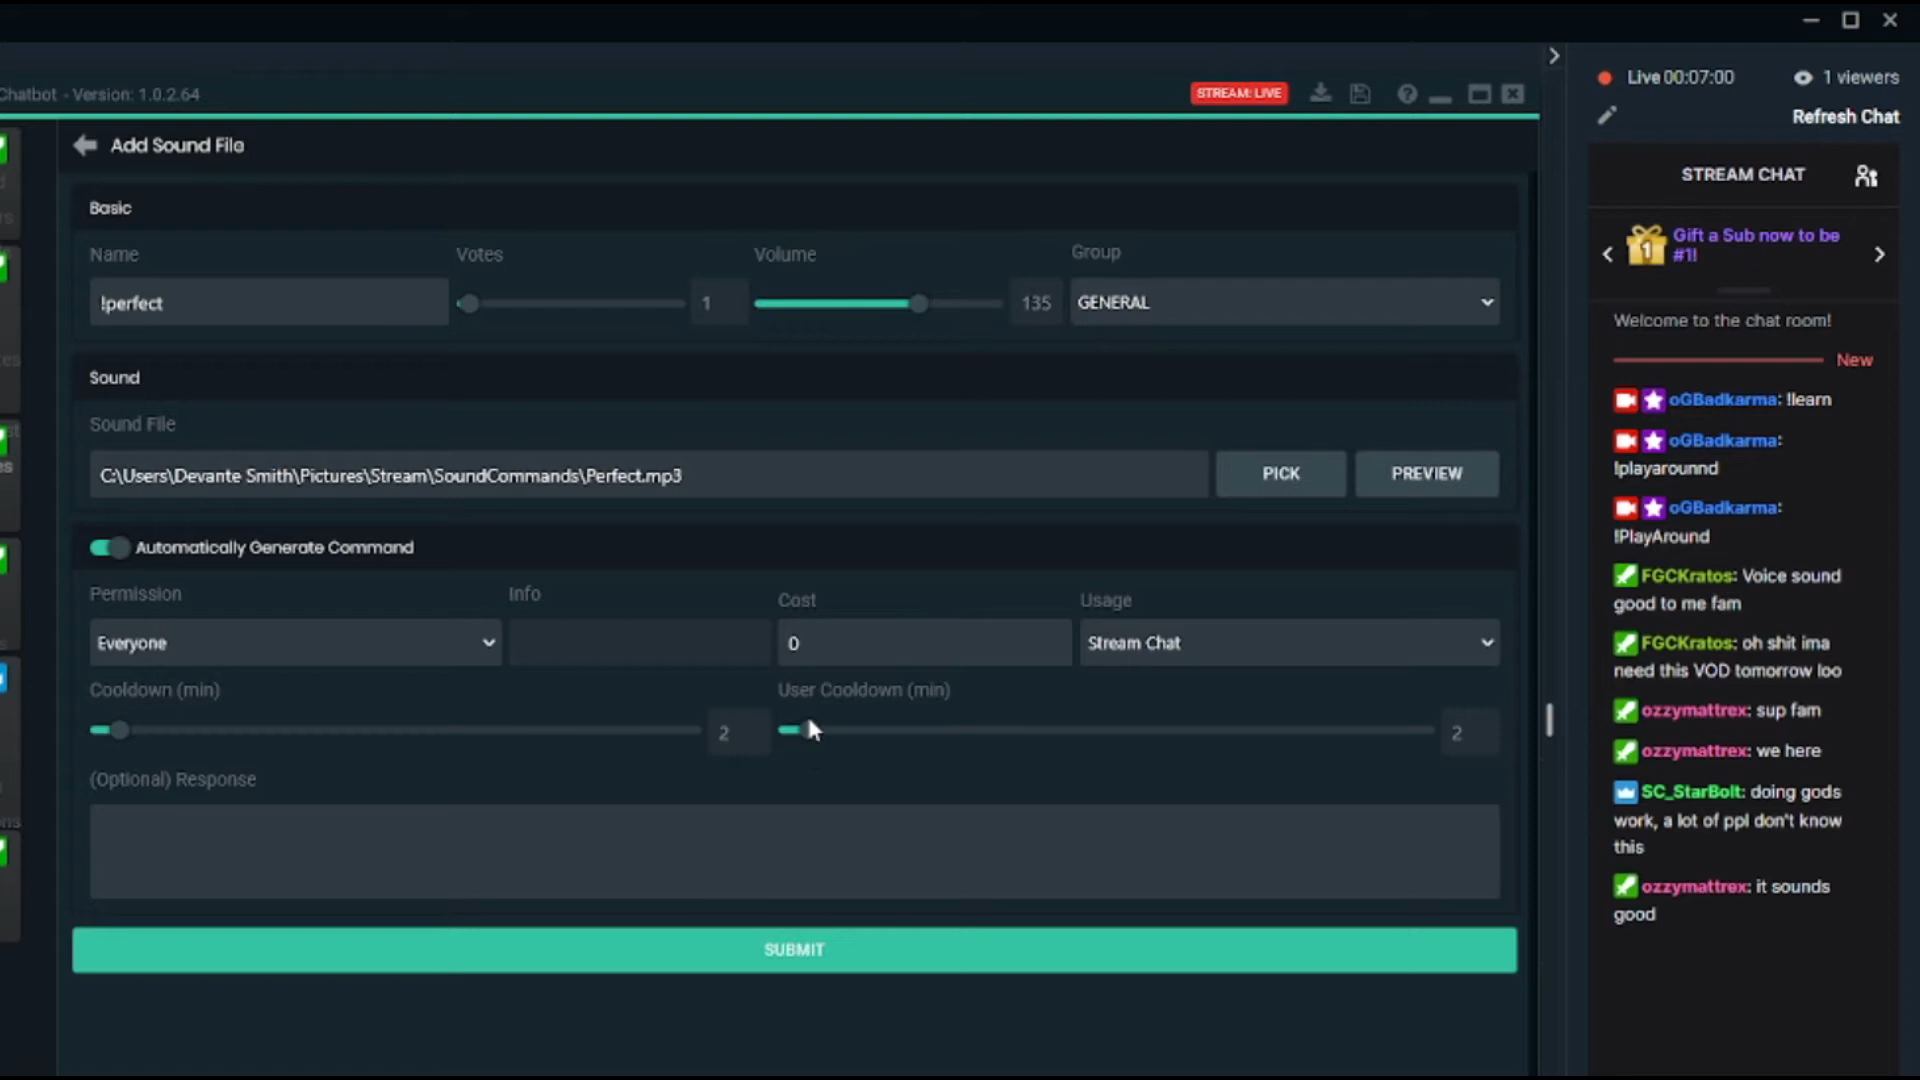 Chatbot - Version: 1.0.2.64
STREAM: LIVE
Add Sound File
Basic
Name
Votes
Volume
Group
!perfect
1
135
GENERAL
Sound
Sound File
C:\Users\Devante Smith\Pictures\Stream\SoundCommands\Perfect.mp3
PICK
PREVIEW
Automatically Generate Command
Permission
Info
Cost
Usage
Everyone
0
Stream Chat
Cooldown (min)
User Cooldown (min)
2
2
(Optional) Response
SUBMIT
Live 00:07:00
1 viewers
Refresh Chat
STREAM CHAT
1
Gift a Sub now to be
#1!
Welcome to the chat room!
New
oGBadkarma: !learn
oGBadkarma:
!playarounnd
oGBadkarma:
!PlayAround
FGCKratos: Voice sound
good to me fam
FGCKratos: oh shit ima
need this VOD tomorrow loo
ozzymattrex: sup fam
ozzymattrex: we here
SC_StarBolt: doing gods
work, a lot of ppl don't know
this
ozzymattrex: it sounds
good